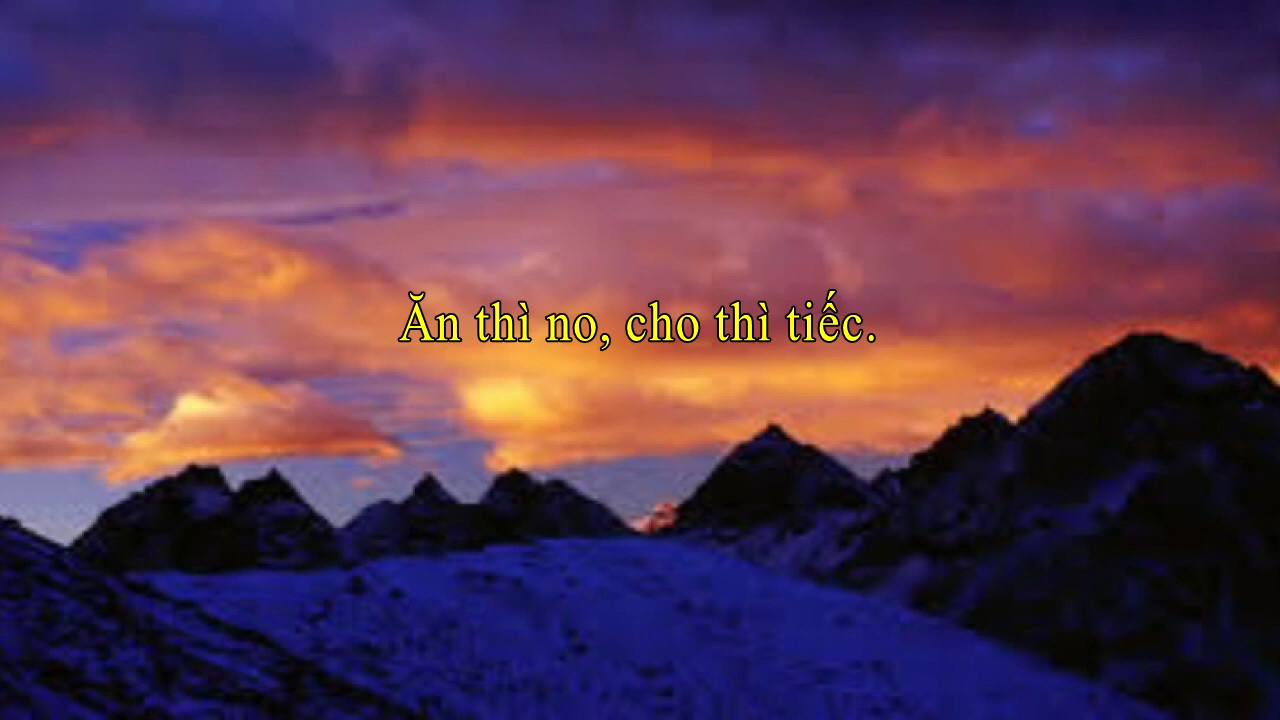 Ăn thì no, cho thì tiếc.